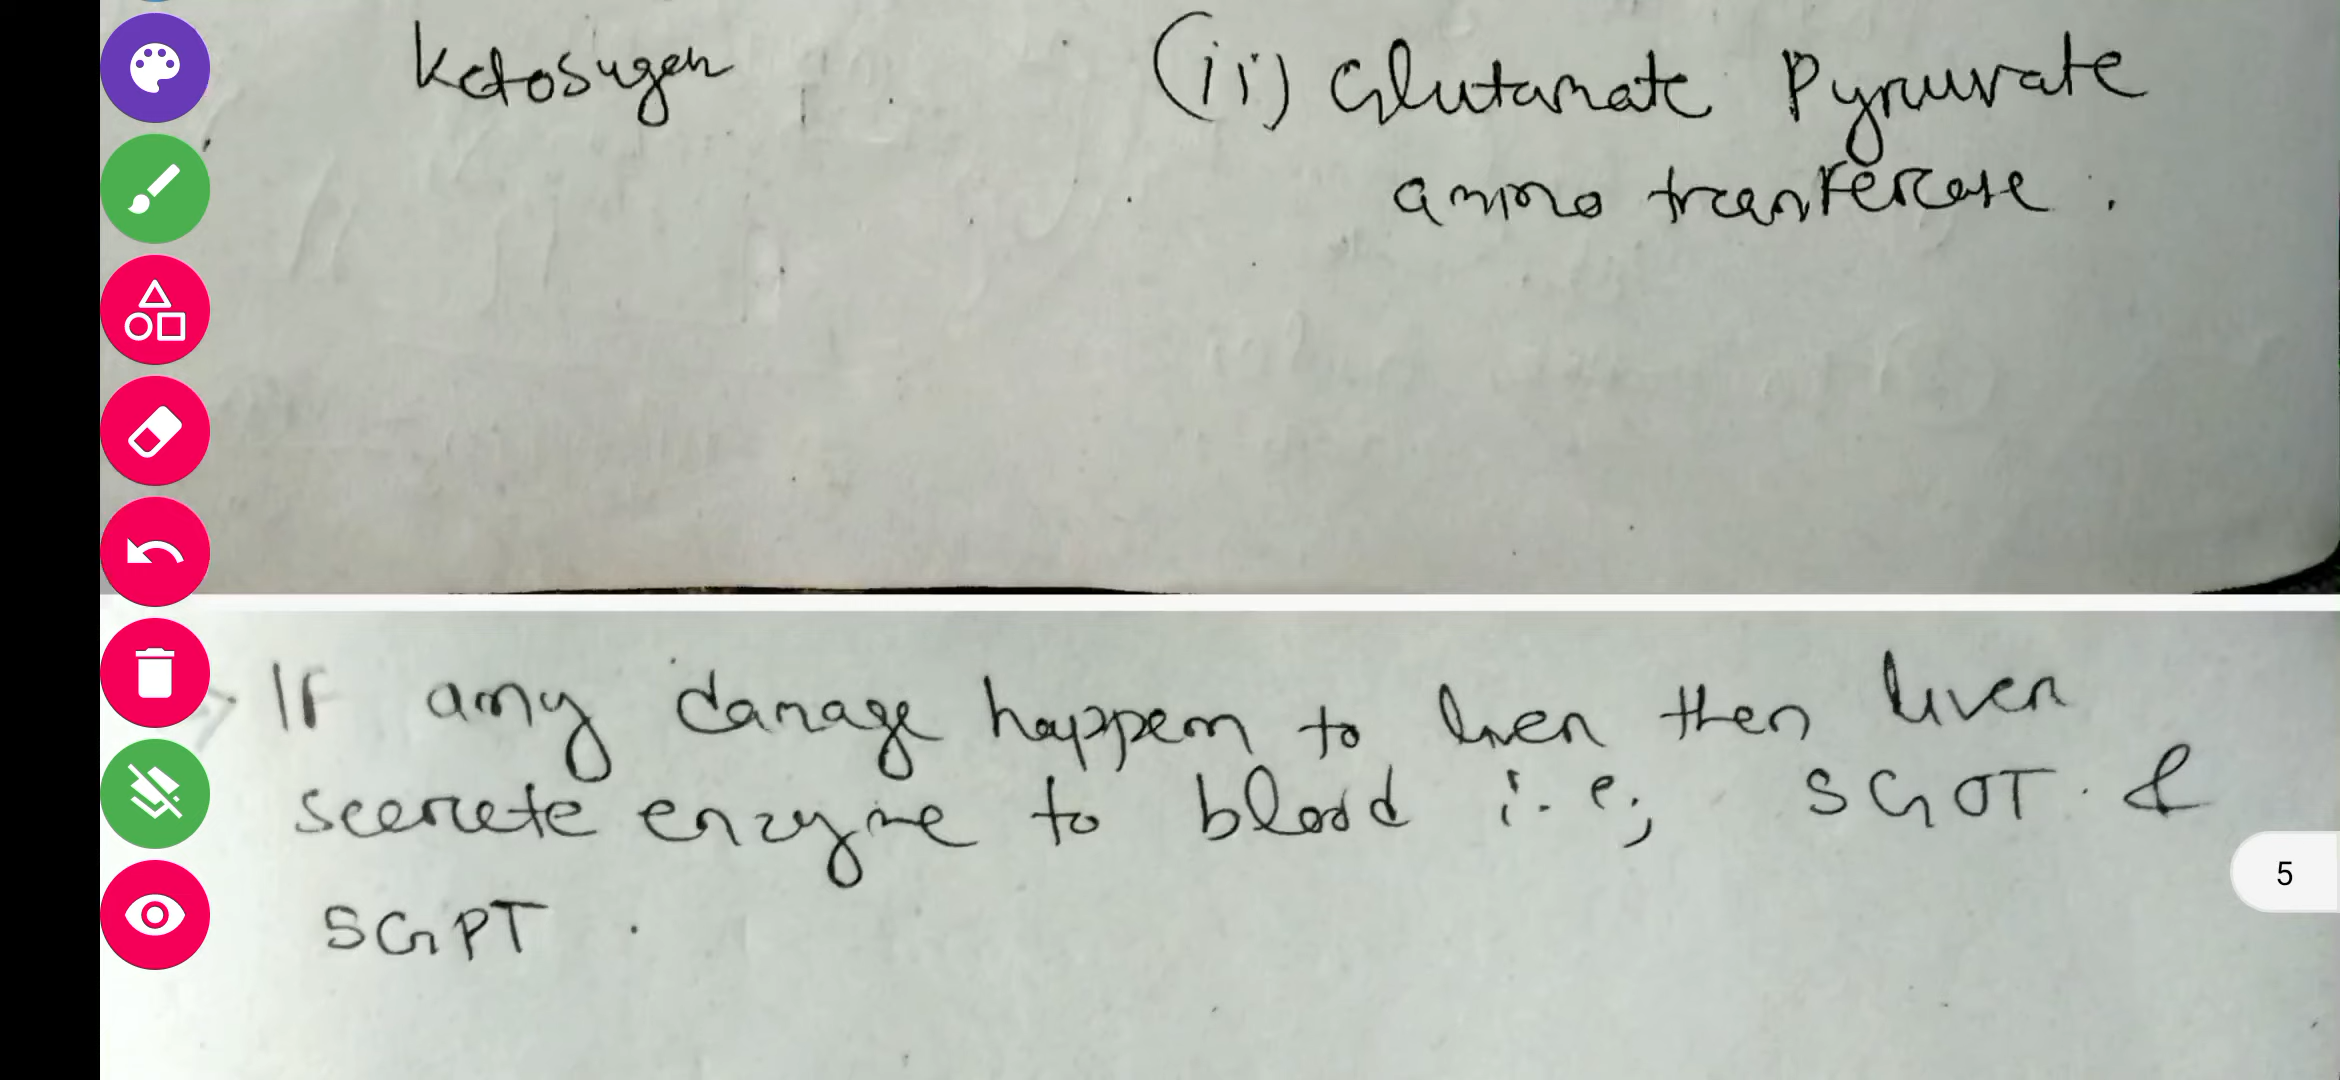 Ketosugar
(ii) Glutamate Pyruvate
amino tranferase.
If any damage happen to liver then liver
secrete enzyme to blood i.e; SGOT &
SGPT.
5